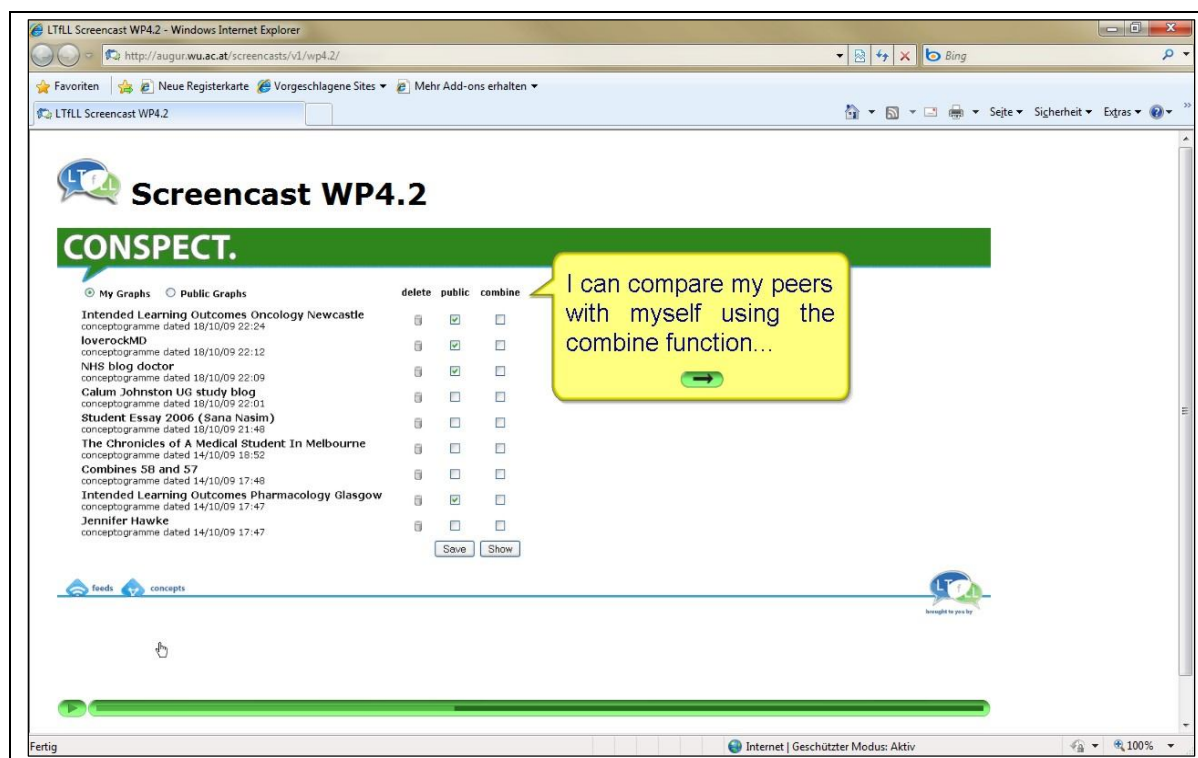 LTfLL Screencast WP4.2 - Windows Internet Explorer
http://augur.wu.ac.at/screencasts/v1/wp4.2/
Bing
Favoriten Neue Registerkarte Vorgeschlagene Sites Mehr Add-ons erhalten
LTfLL Screencast WP4.2 Seite Sicherheit Extras
LTfLL Screencast WP4.2
CONSPECT.
My Graphs Public Graphs delete public combine
Intended Learning Outcomes Oncology Newcastle
conceptogramme dated 18/10/09 22:24
loverockMD
conceptogramme dated 18/10/09 22:12
NHS blog doctor
conceptogramme dated 18/10/09 22:09
Calum Johnston UG study blog
conceptogramme dated 18/10/09 22:01
Student Essay 2006 (Sana Nasim)
conceptogramme dated 18/10/09 21:48
The Chronicles of A Medical Student In Melbourne
conceptogramme dated 14/10/09 18:52
Combines 58 and 57
conceptogramme dated 14/10/09 17:48
Intended Learning Outcomes Pharmacology Glasgow
conceptogramme dated 14/10/09 17:47
Jennifer Hawke
conceptogramme dated 14/10/09 17:47
Save Show
I can compare my peers
with myself using the
combine function...
feeds concepts
LTfLL
brought to you by
Fertig Internet | Geschützter Modus: Aktiv 100%